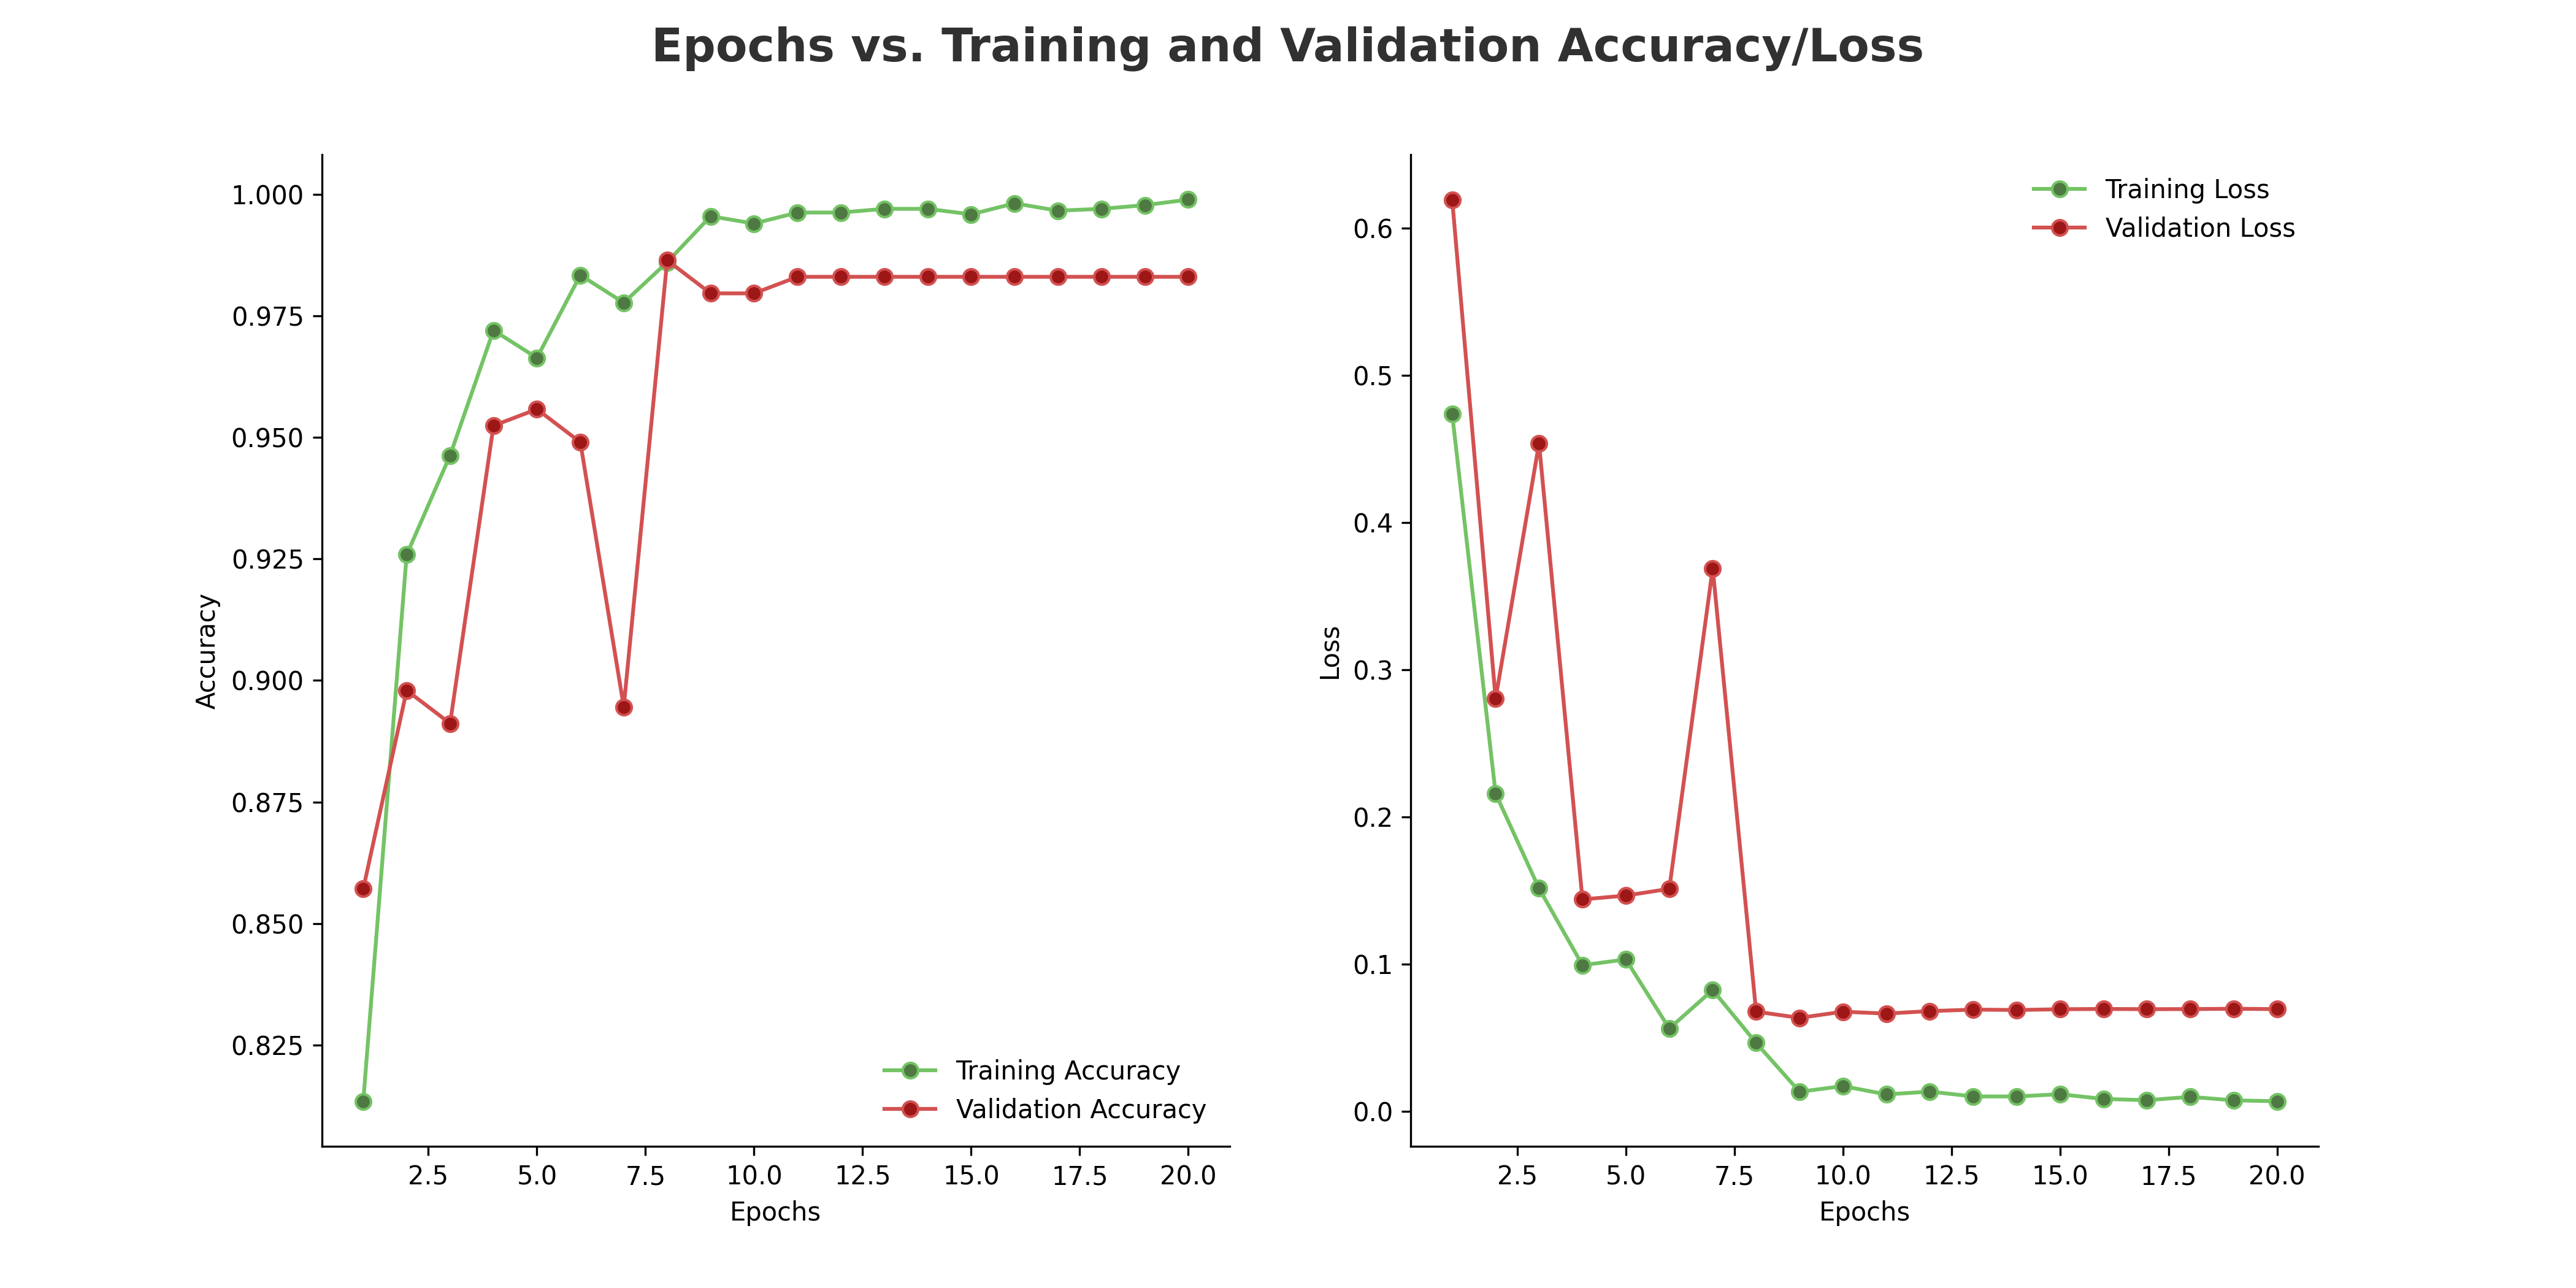 Epochs vs. Training and Validation Accuracy/Loss
Accuracy
1.000
0.975
0.950
0.925
0.900
0.875
0.850
0.825
Training Accuracy
Validation Accuracy
2.5 5.0 7.5 10.0 12.5 15.0 17.5 20.0
Epochs
Loss
0.6
0.5
0.4
0.3
0.2
0.1
0.0
Training Loss
Validation Loss
2.5 5.0 7.5 10.0 12.5 15.0 17.5 20.0
Epochs